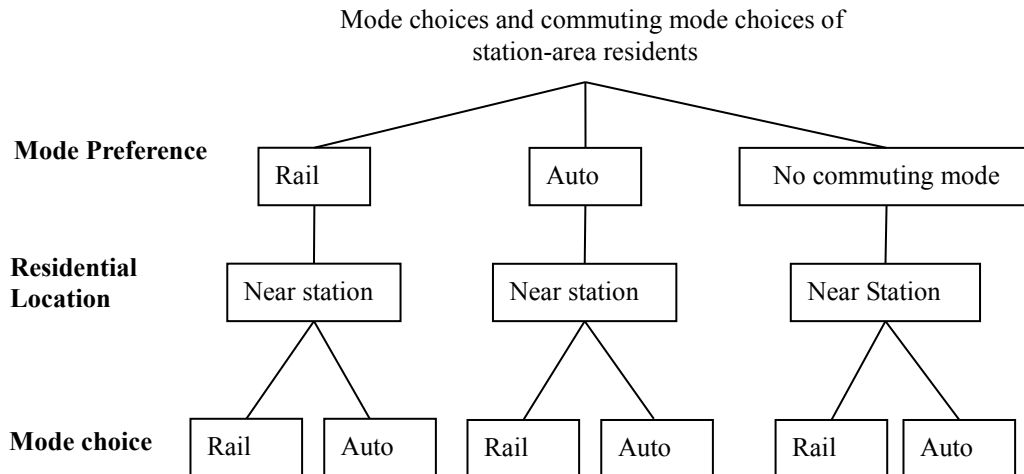 Mode choices and commuting mode choices of
station-area residents
Mode Preference
Rail
Auto
No commuting mode
Residential
Location
Near station
Near station
Near Station
Mode choice
Rail
Auto
Rail
Auto
Rail
Auto